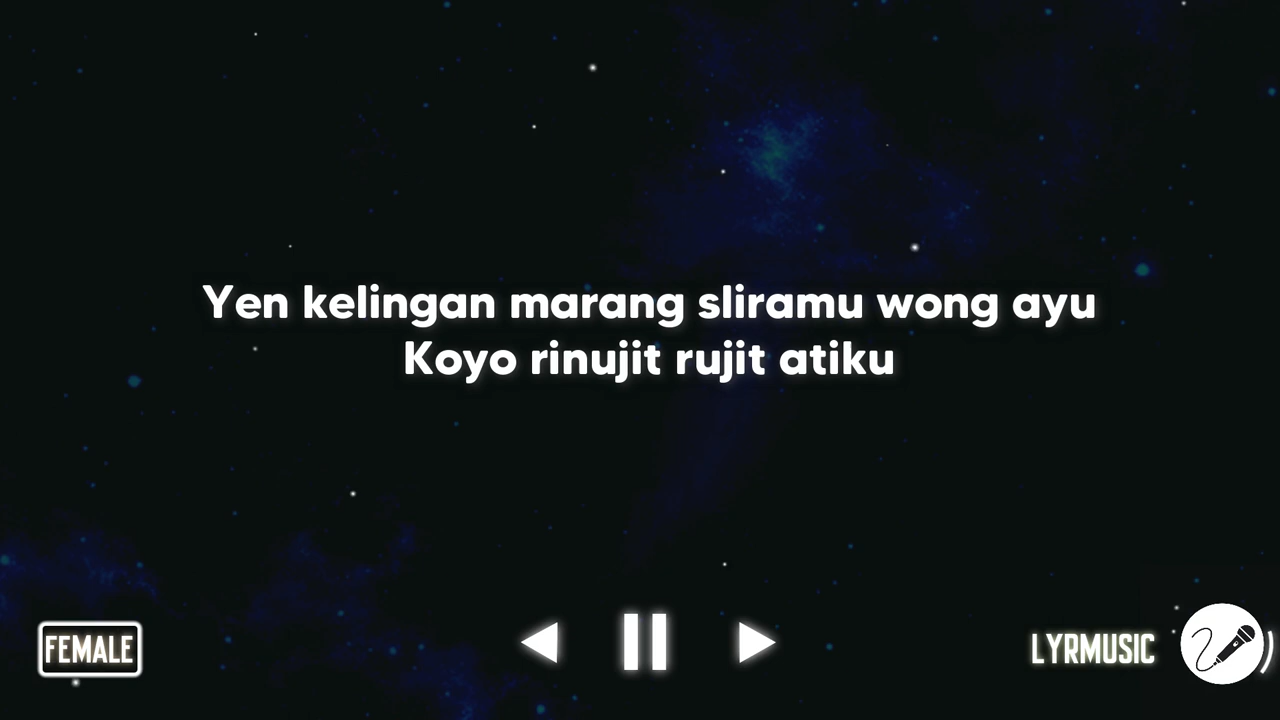 Yen kelingan marang sliramu wong ayu
Koyo rinujit rujit atiku
FEMALE
LYRMUSIC